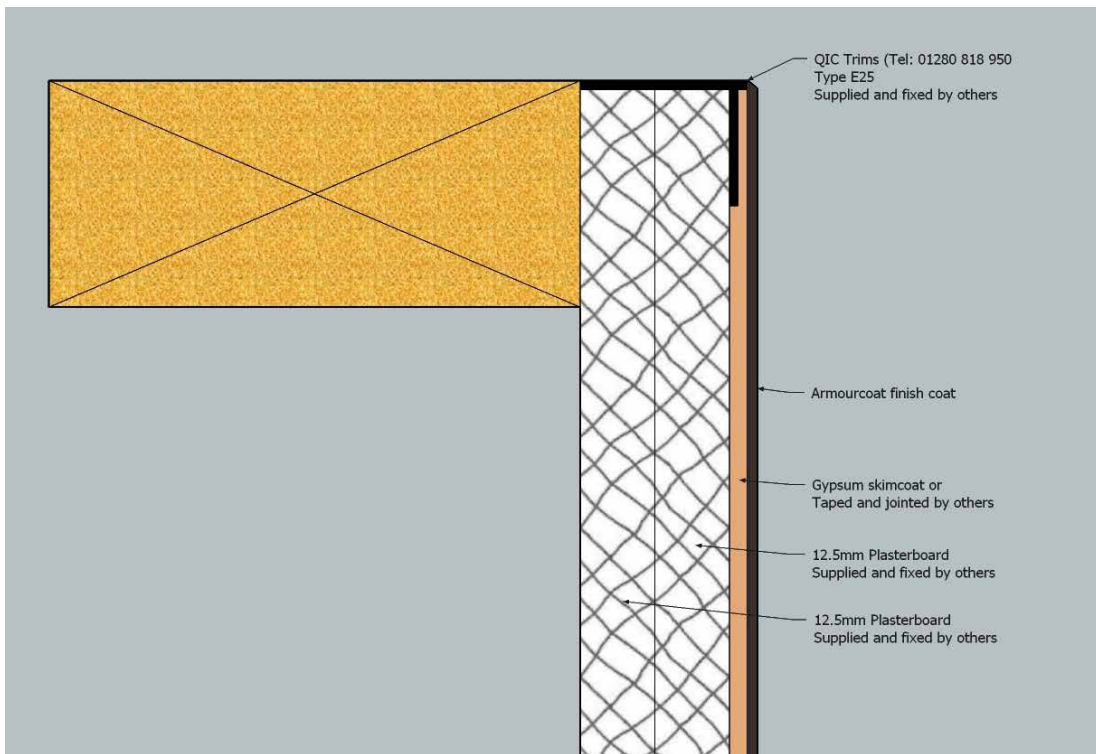 QIC Trims (Tel: 01280 818 950
Type E25
Supplied and fixed by others
Armourcoat finish coat
Gypsum skimcoat or
Taped and jointed by others
12.5mm Plasterboard
Supplied and fixed by others
12.5mm Plasterboard
Supplied and fixed by others